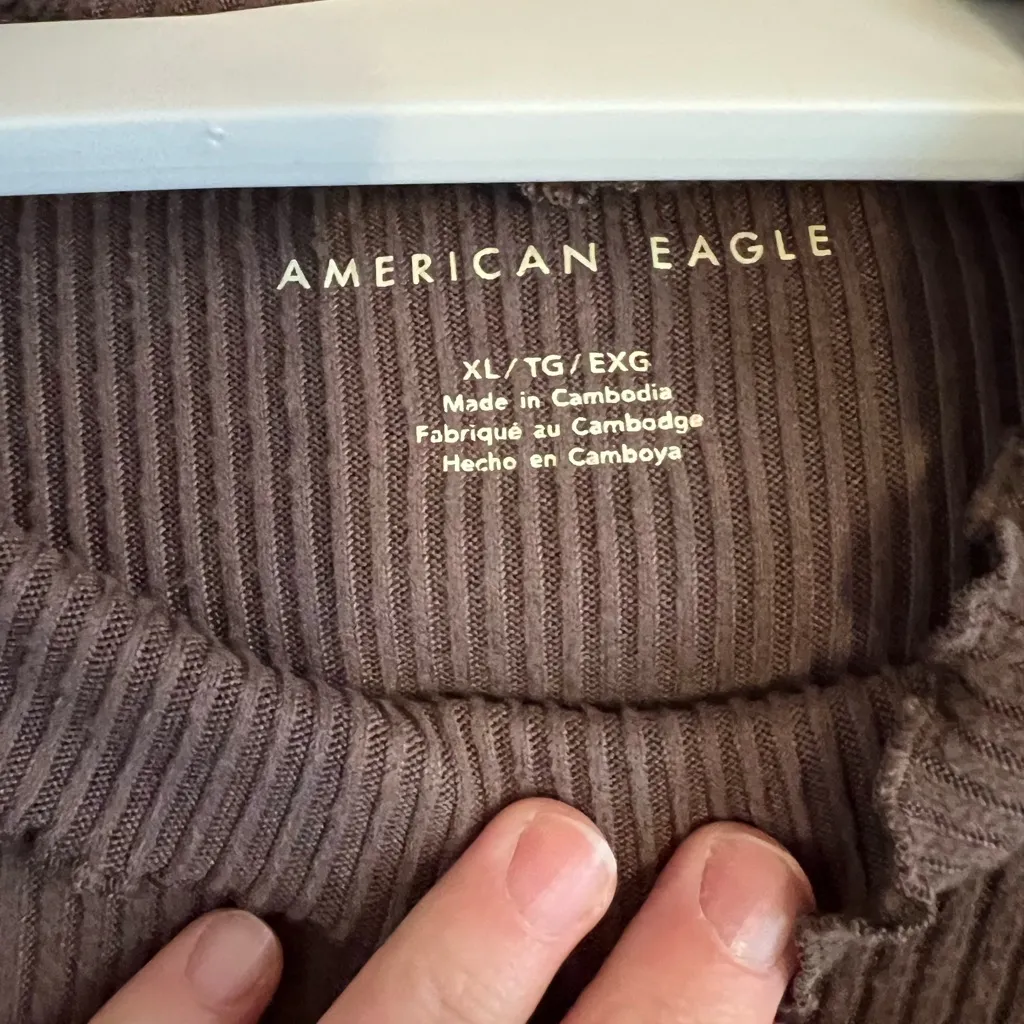 AMERICAN EAGLE
XL/TG/EXG
Made in Cambodia
Fabriqué au Cambodge
Hecho en Camboya